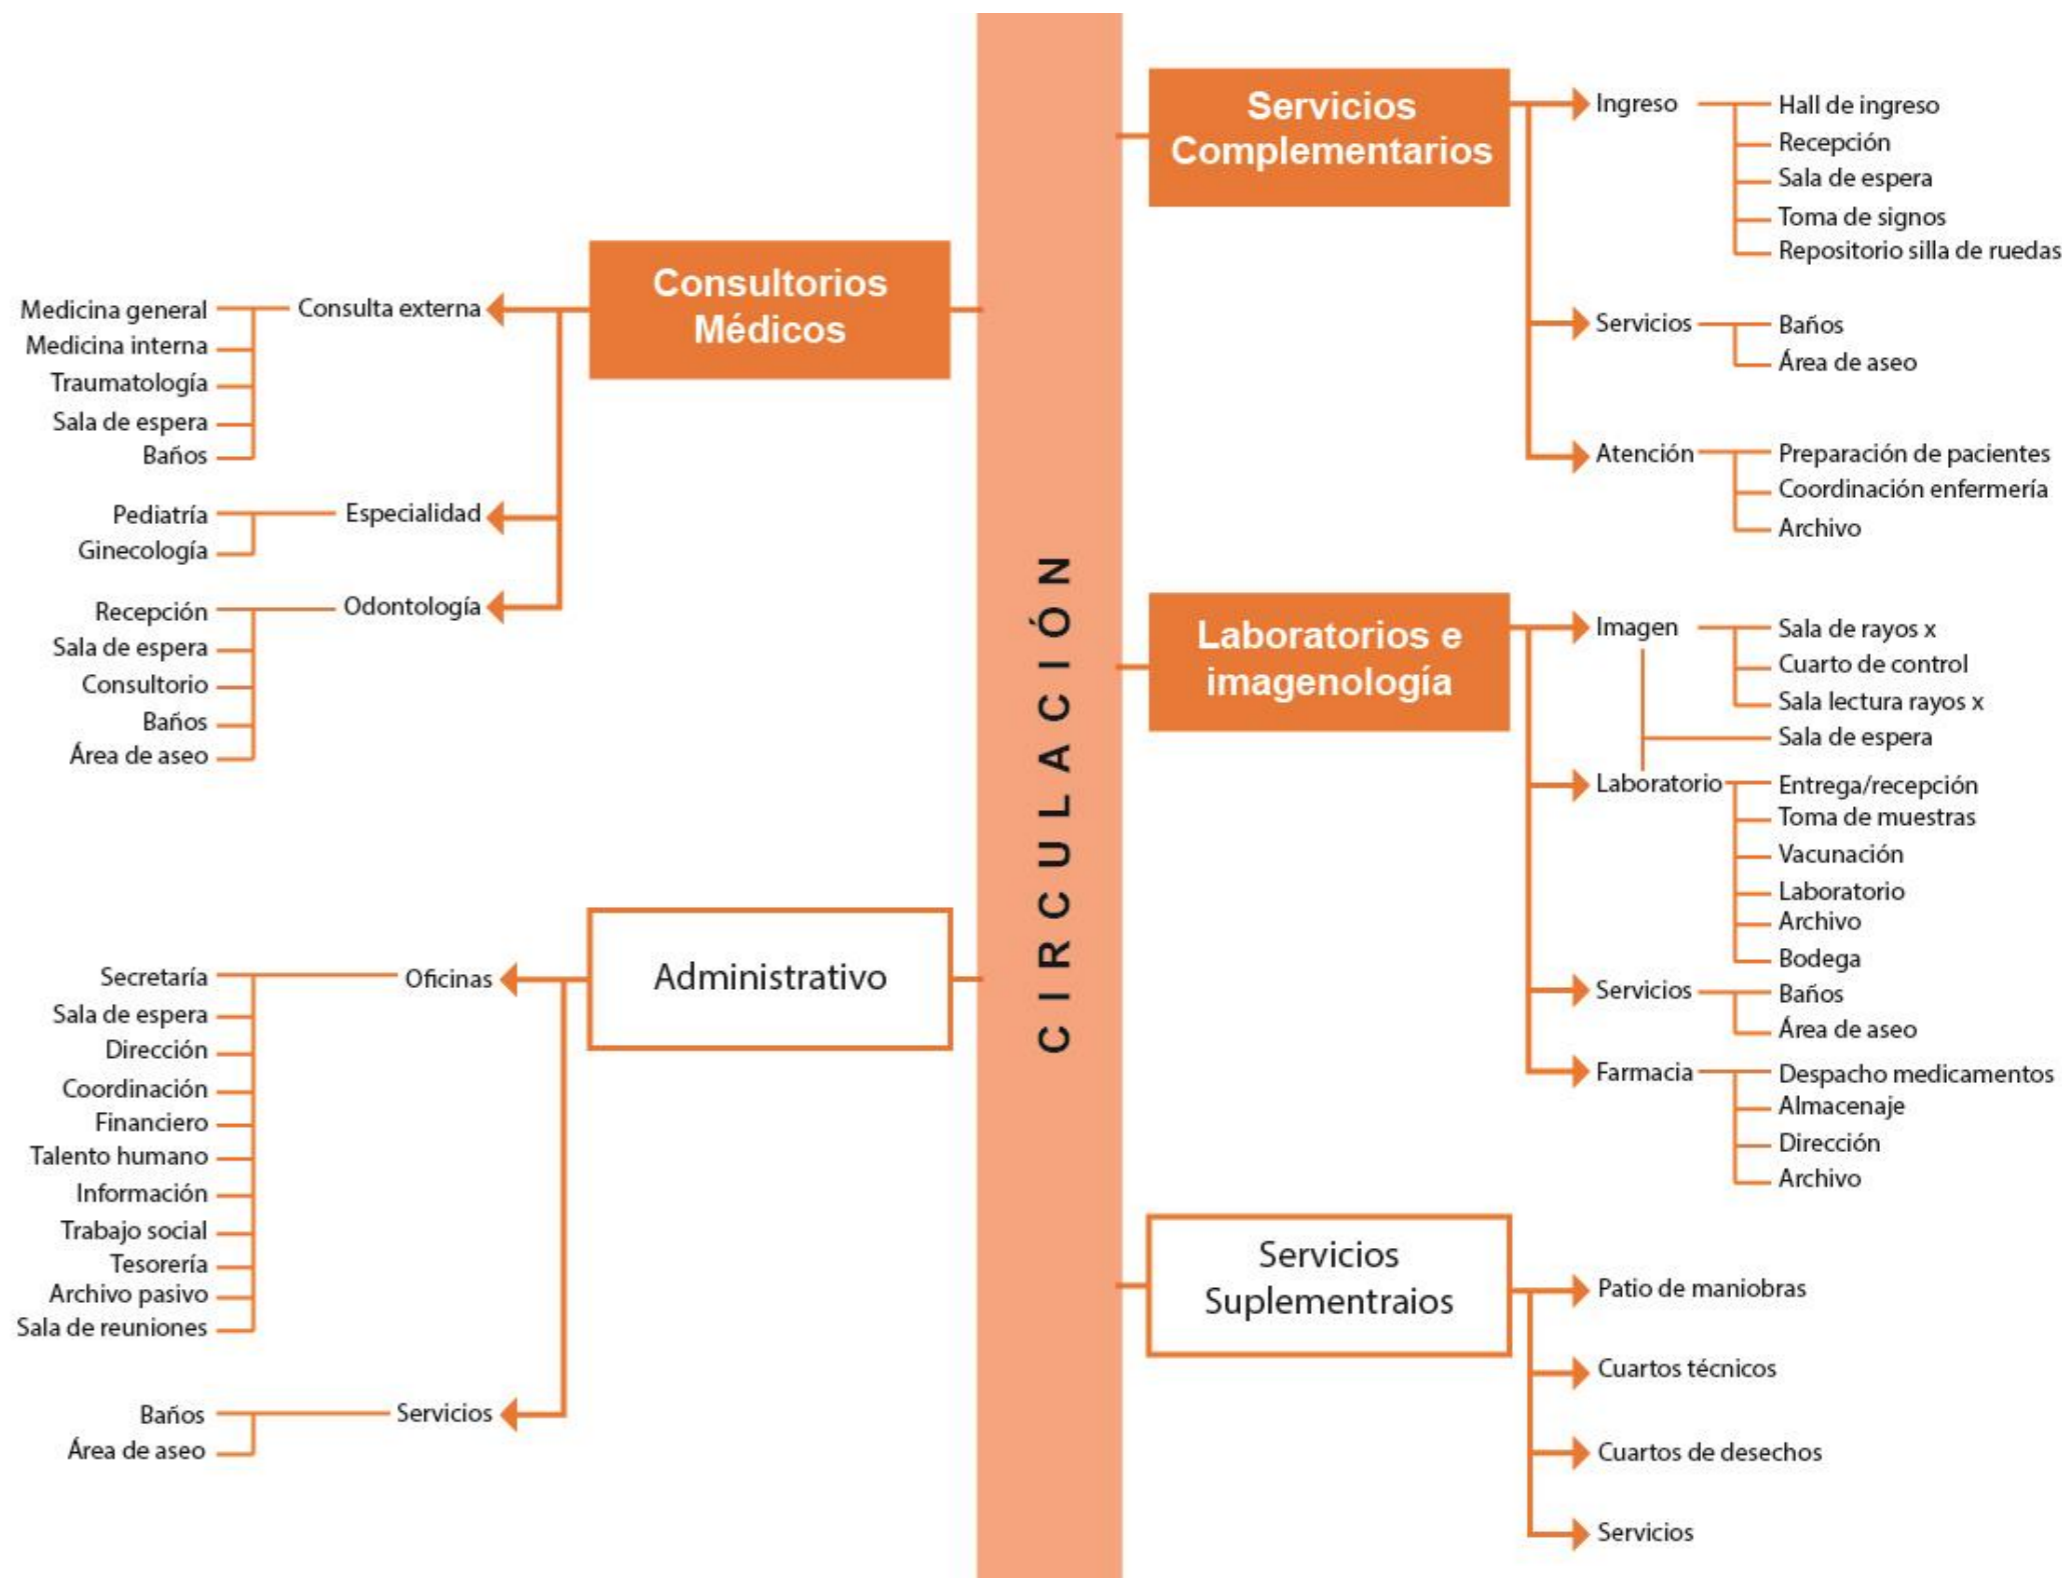 Consultorios
Médicos
Consulta externa
Medicina general
Medicina interna
Traumatología
Sala de espera
Baños
Especialidad
Pediatría
Ginecología
Odontología
Recepción
Sala de espera
Consultorio
Baños
Área de aseo
Administrativo
Oficinas
Secretaría
Sala de espera
Dirección
Coordinación
Financiero
Talento humano
Información
Trabajo social
Tesorería
Archivo pasivo
Sala de reuniones
Servicios
Baños
Área de aseo
CIRCULACIÓN
Servicios
Complementarios
Ingreso
Hall de ingreso
Recepción
Sala de espera
Toma de signos
Repositorio silla de ruedas
Servicios
Baños
Área de aseo
Atención
Preparación de pacientes
Coordinación enfermería
Archivo
Laboratorios e
imagenología
Imagen
Sala de rayos x
Cuarto de control
Sala lectura rayos x
Sala de espera
Laboratorio
Entrega/recepción
Toma de muestras
Vacunación
Laboratorio
Archivo
Bodega
Servicios
Baños
Área de aseo
Farmacia
Despacho medicamentos
Almacenaje
Dirección
Archivo
Servicios
Suplementraios
Patio de maniobras
Cuartos técnicos
Cuartos de desechos
Servicios